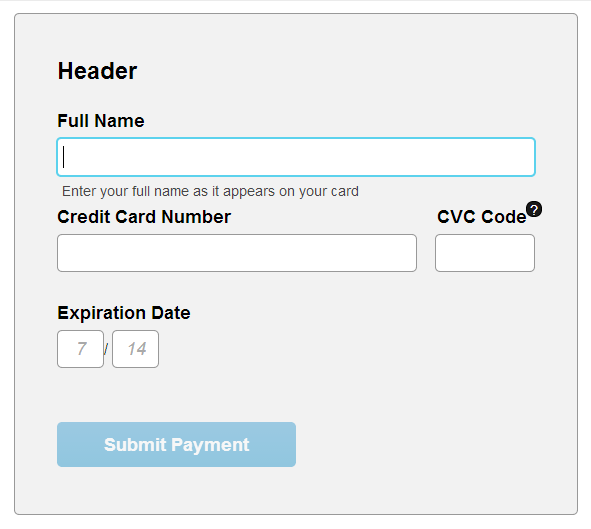 Header
Full Name
Enter your full name as it appears on your card
Credit Card Number CVC Code ?
Expiration Date
7 / 14
Submit Payment